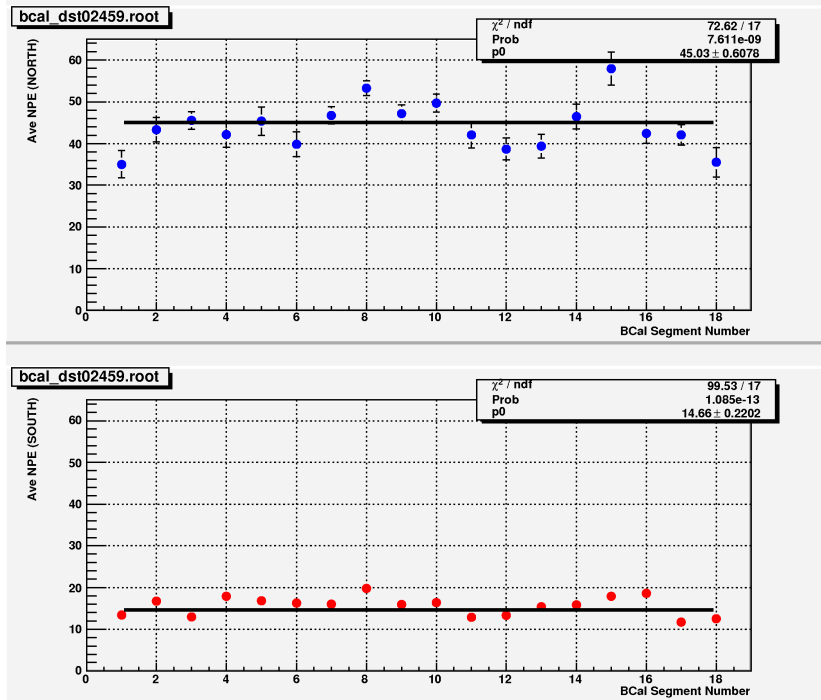 bcal_dst02459.root
χ² / ndf 72.62 / 17
Prob 7.611e-09
p0 45.03 ± 0.6078
Ave NPE (NORTH)
60
50
40
30
20
10
0
0 2 4 6 8 10 12 14 16 18
BCal Segment Number
bcal_dst02459.root
χ² / ndf 99.53 / 17
Prob 1.085e-13
p0 14.66 ± 0.2202
Ave NPE (SOUTH)
60
50
40
30
20
10
0
0 2 4 6 8 10 12 14 16 18
BCal Segment Number